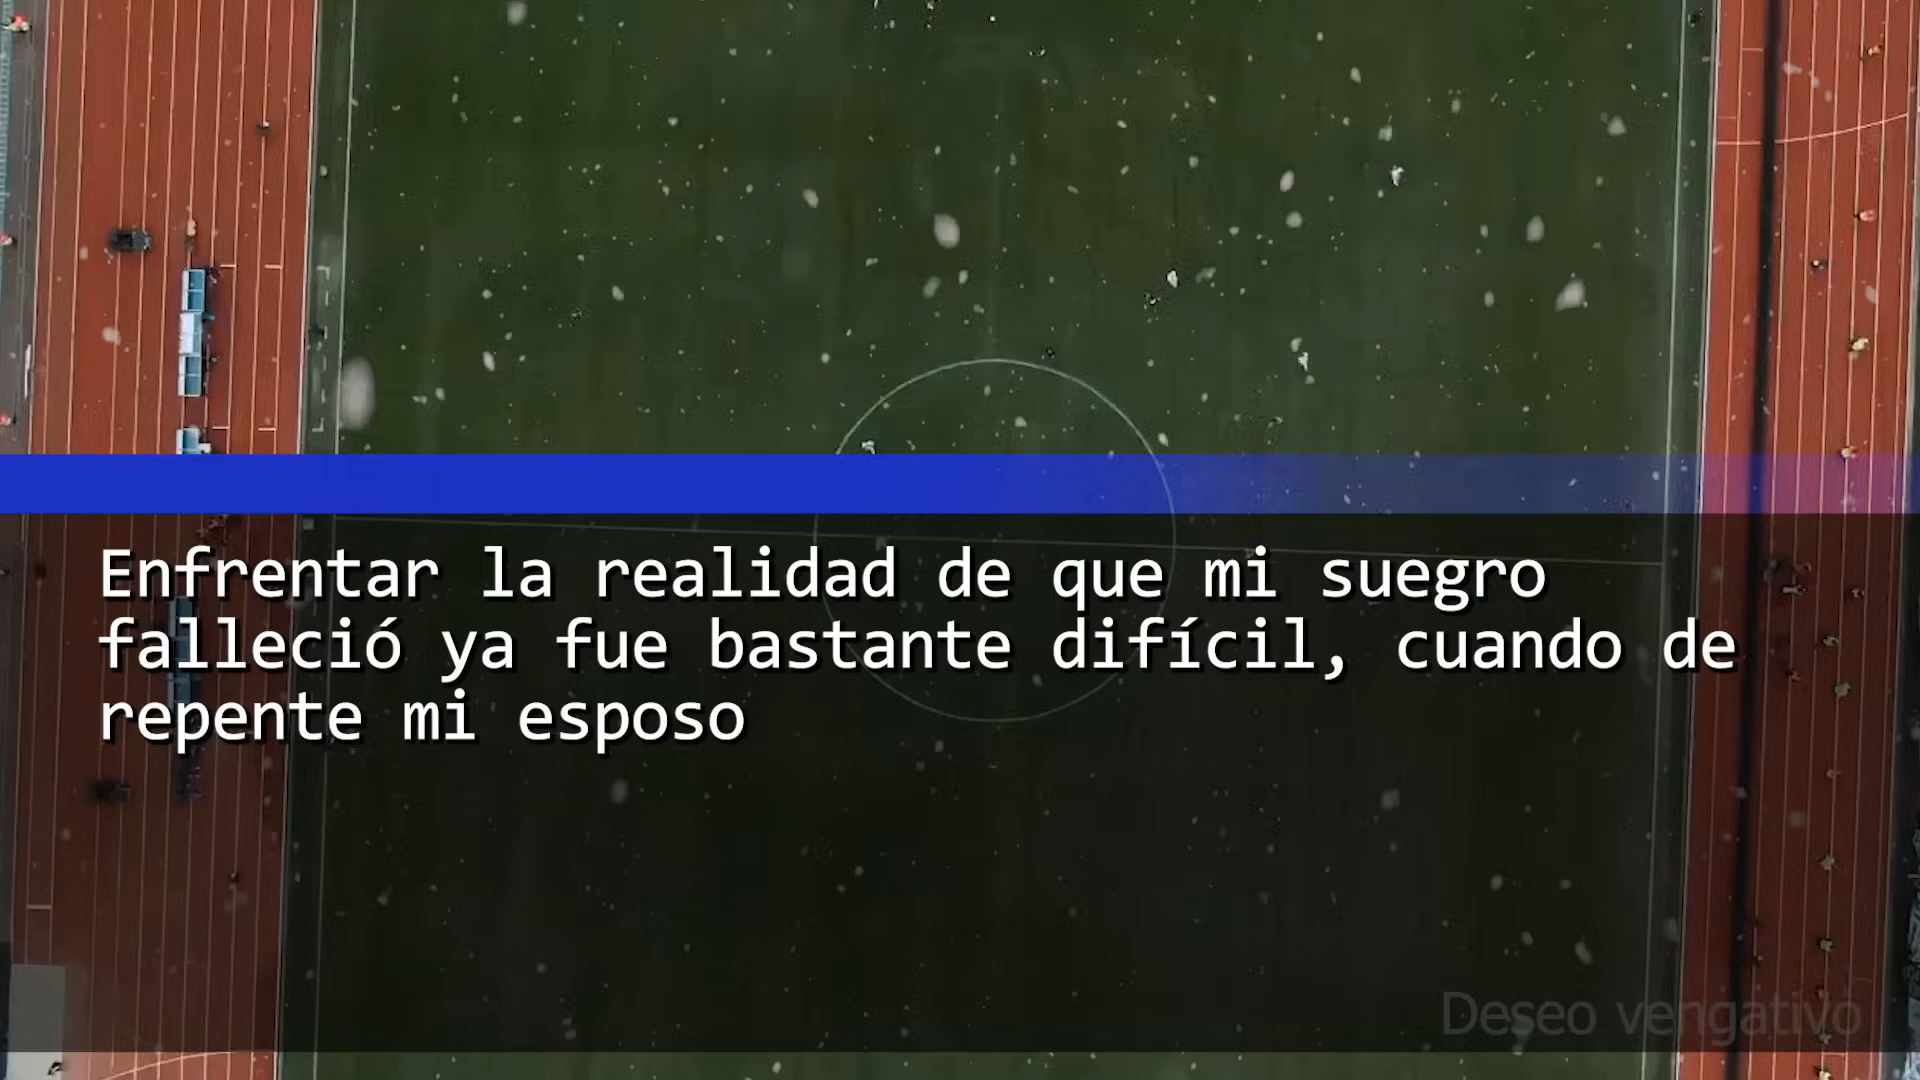 Enfrentar la realidad de que mi suegro
falleció ya fue bastante difícil, cuando de
repente mi esposo
Deseo vengativo